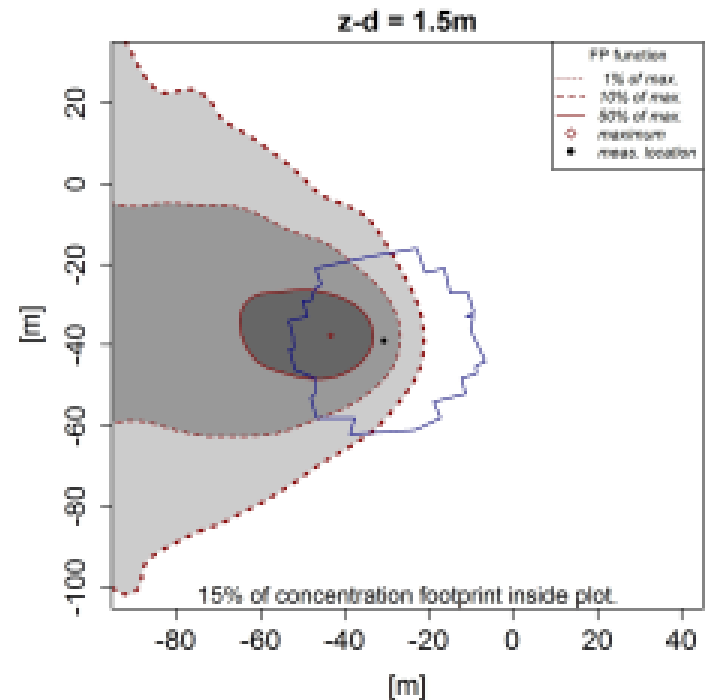 z-d = 1.5m
FP function
1% of max.
10% of max.
50% of max.
maximum
meas. location
20
0
-20
-40
-60
-80
-100
[m]
15% of concentration footprint inside plot.
-80 -60 -40 -20 0 20 40
[m]